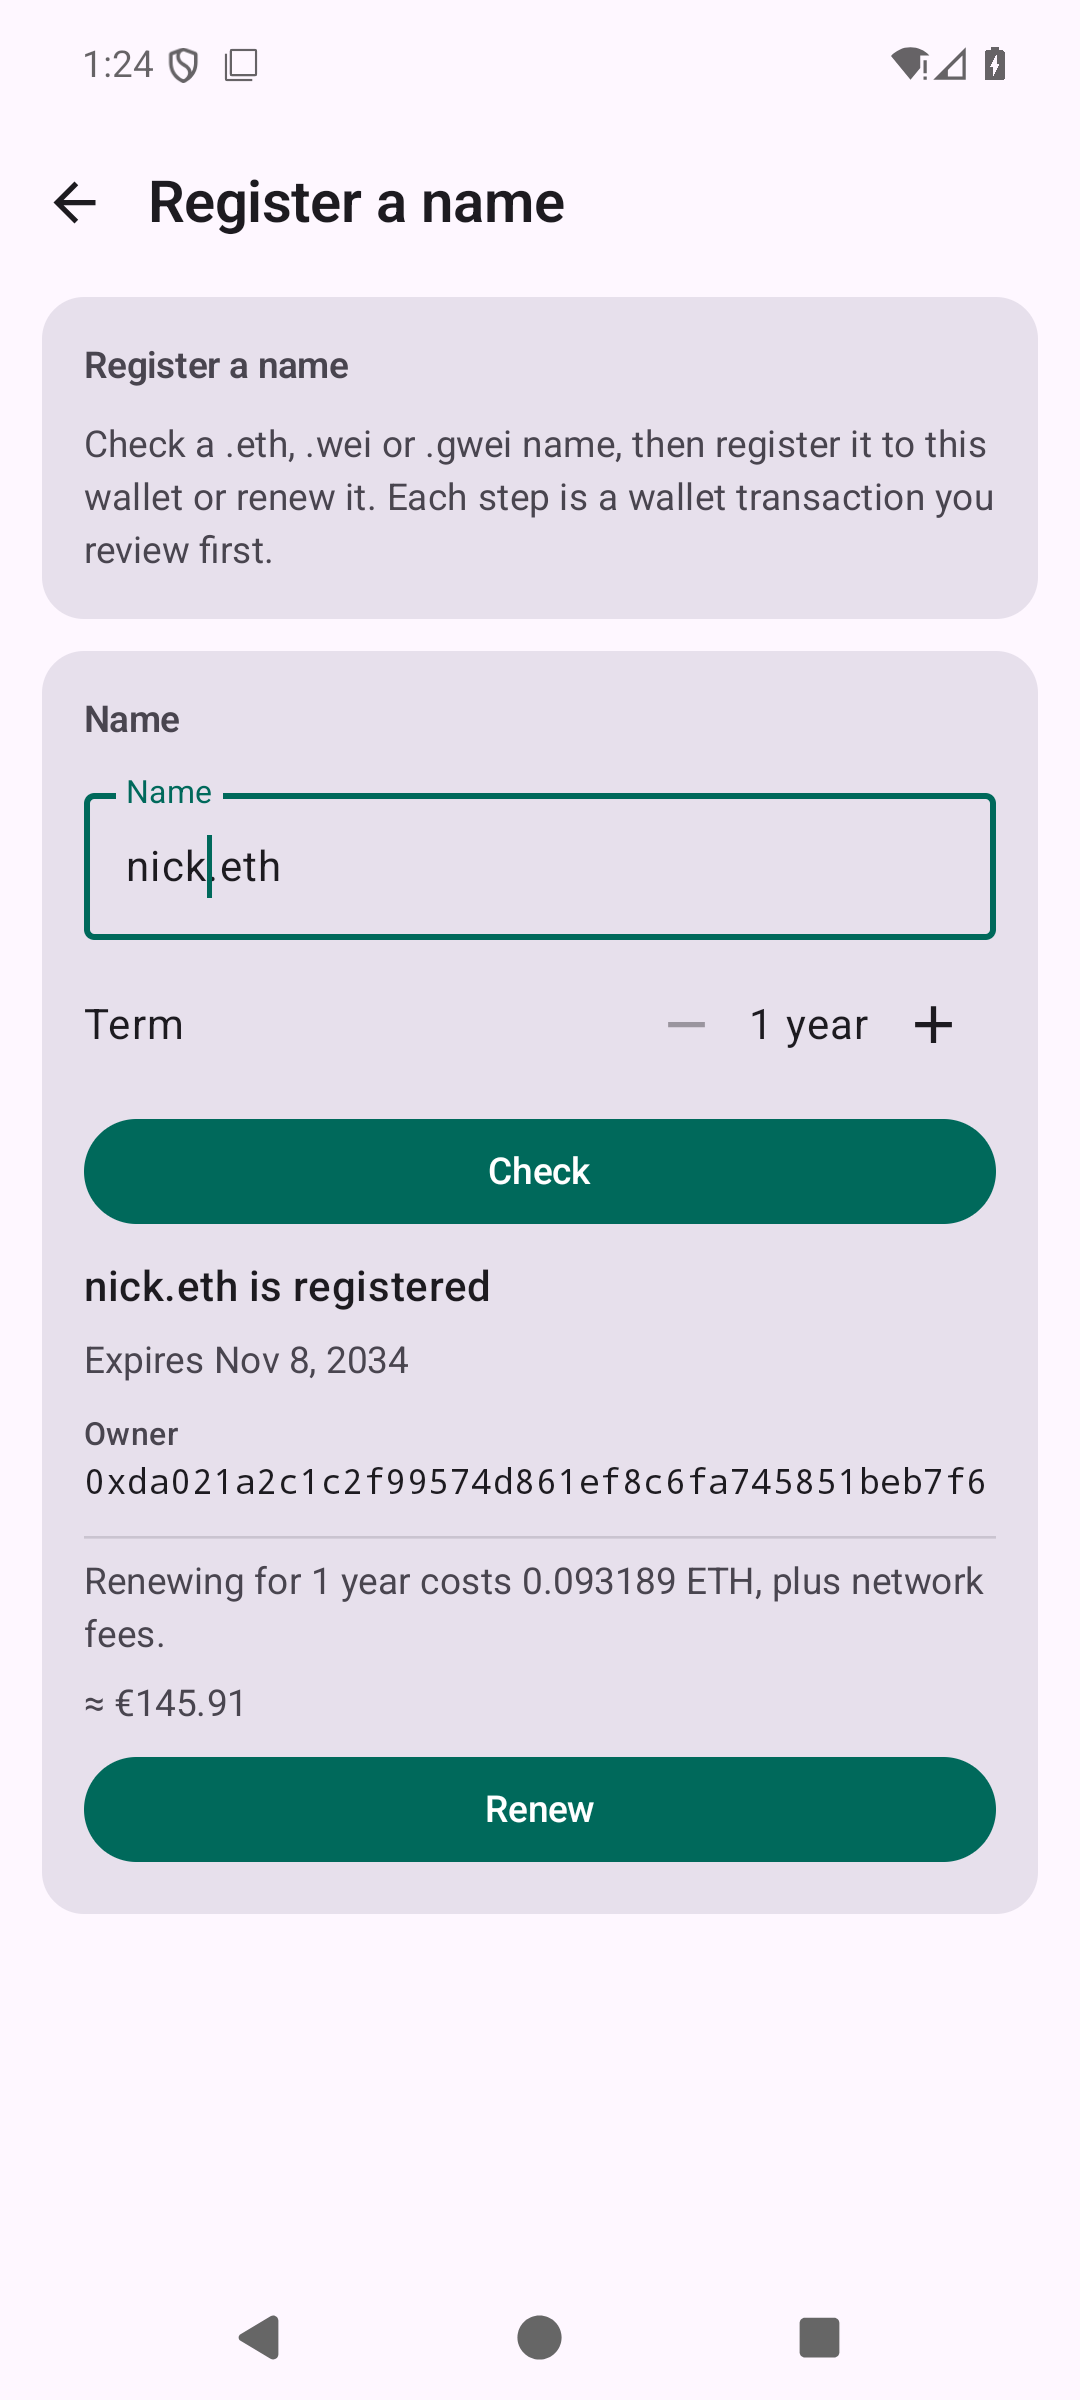 1:24
Register a name
Register a name
Check a .eth, .wei or .gwei name, then register it to this
wallet or renew it. Each step is a wallet transaction you
review first.
Name
Name
nick.eth
Term
1 year
Check
nick.eth is registered
Expires Nov 8, 2034
Owner
0xda021a2c1c2f99574d861ef8c6fa745851beb7f6
Renewing for 1 year costs 0.093189 ETH, plus network
fees.
≈ €145.91
Renew